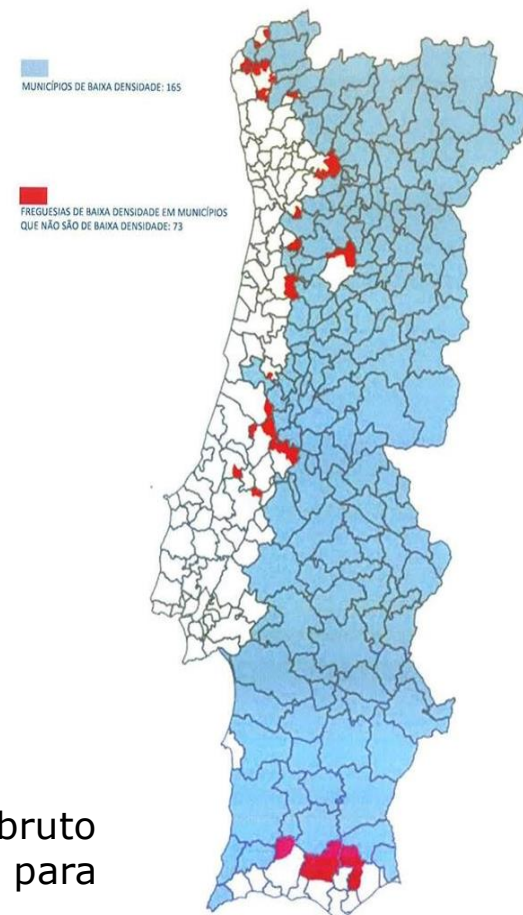 MUNICÍPIOS DE BAIXA DENSIDADE: 165
FREGUESIAS DE BAIXA DENSIDADE EM MUNICÍPIOS
QUE NÃO SÃO DE BAIXA DENSIDADE: 73
bruto
para